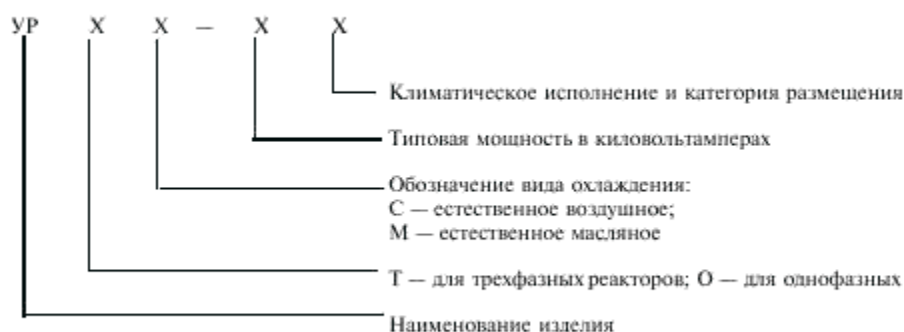 УР Х Х — Х Х
Климатическое исполнение и категория размещения
Типовая мощность в киловольтамперах
Обозначение вида охлаждения:
С — естественное воздушное;
М — естественное масляное
Т — для трехфазных реакторов; О — для однофазных
Наименование изделия